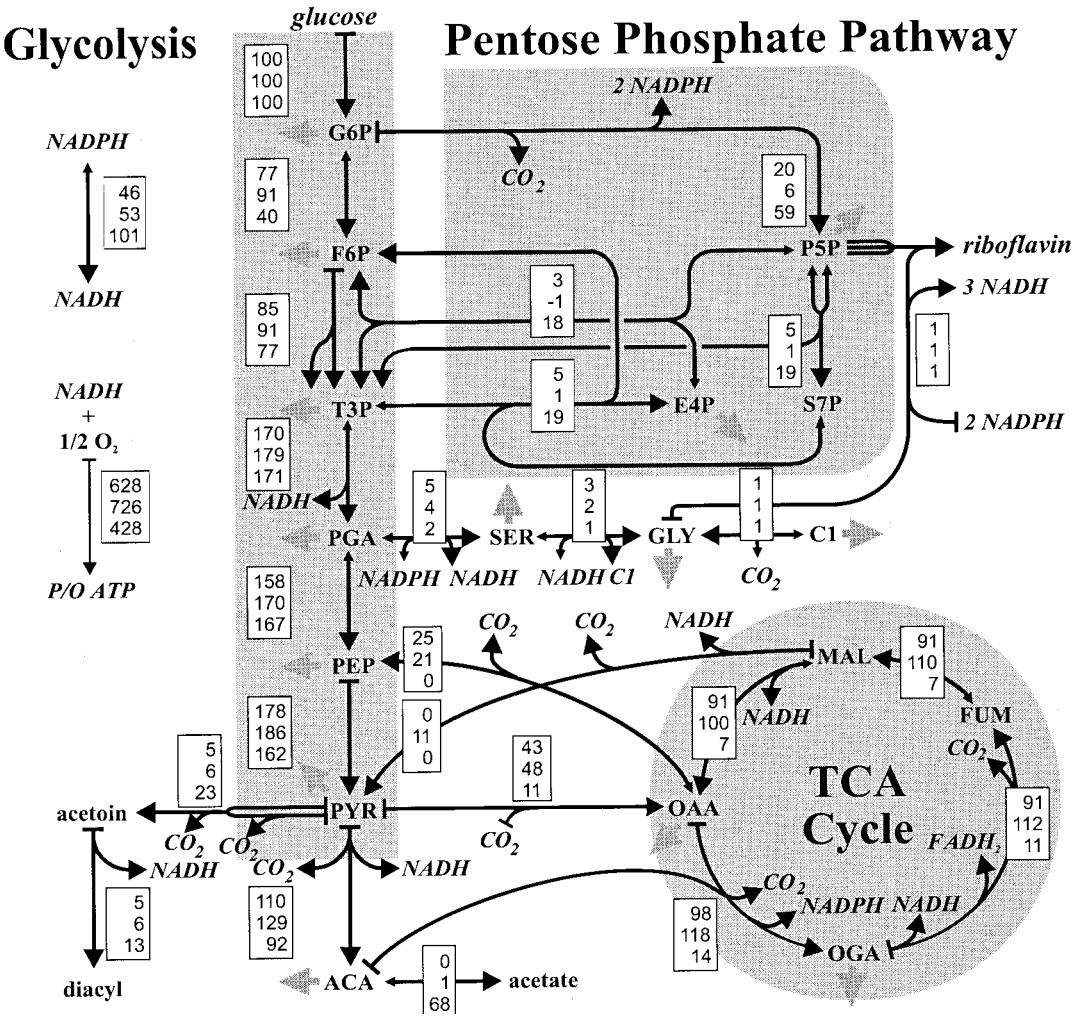 glucose
Glycolysis
Pentose Phosphate Pathway
100
100
100
2 NADPH
NADPH
G6P
CO2
46
53
101
77
91
40
20
6
59
NADH
F6P
P5P
riboflavin
3 NADH
85
91
77
3
-1
18
5
1
19
1
1
1
NADH
+
1/2 O2
T3P
5
1
19
E4P
S7P
2 NADPH
628
726
428
170
179
171
NADH
5
4
2
3
2
1
1
1
1
PGA
SER
GLY
C1
NADPH NADH
NADH C1
CO2
P/O ATP
158
170
167
PEP
25
21
0
CO2
CO2
NADH
MAL
91
110
7
178
186
162
0
11
0
91
100
7
NADH
FUM
CO2
5
6
23
43
48
11
acetoin
PYR
OAA
TCA
Cycle
91
112
11
CO2
CO2
CO2
NADH
NADH
CO2
FADH2
5
6
13
110
129
92
98
118
14
CO2
NADPH
NADH
OGA
diacyl
ACA
0
1
68
acetate